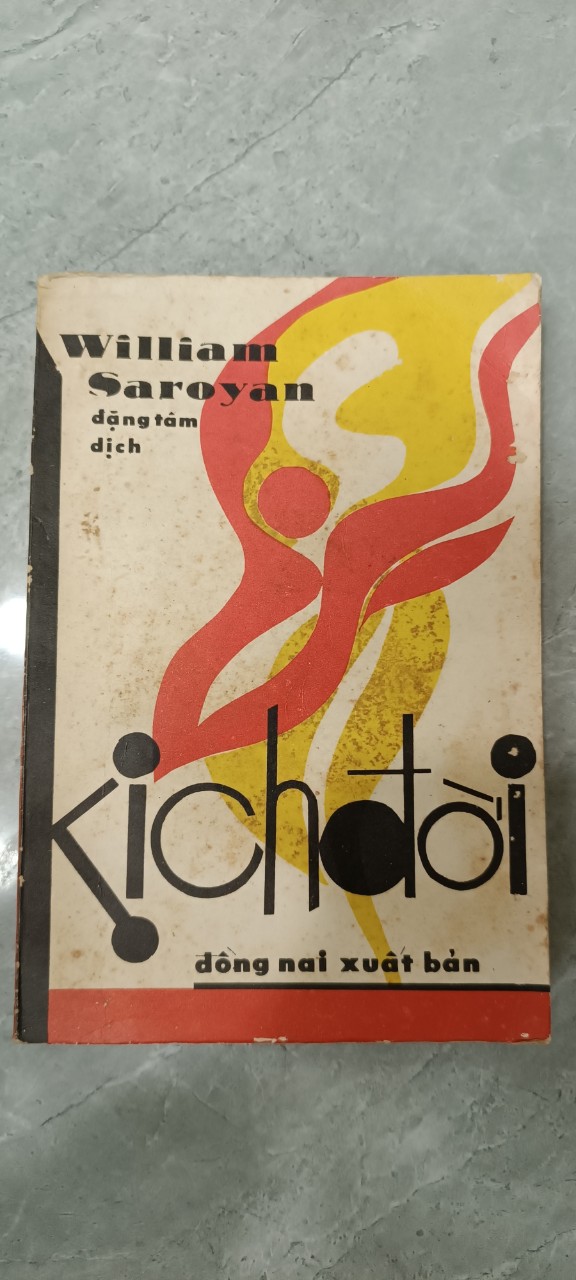 William
Saroyan
đặng tâm
dịch
kịch đời
đồng nai xuất bản